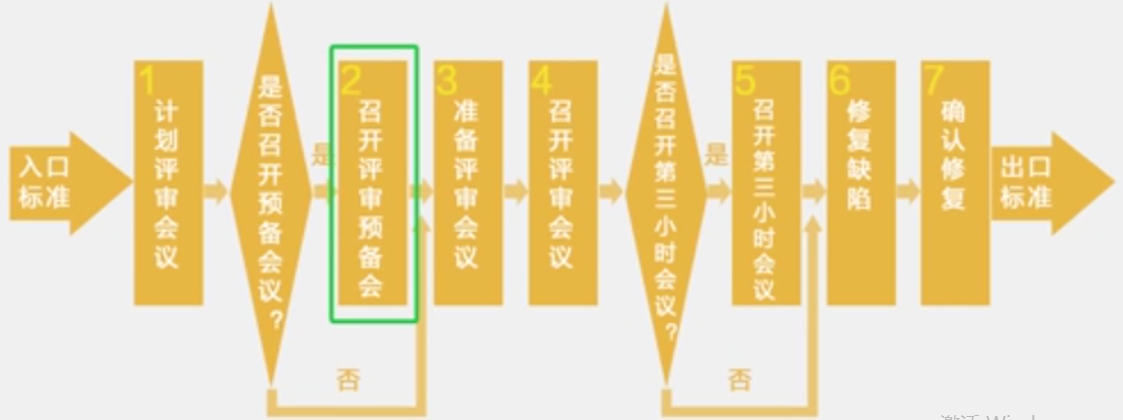 入口
标准
1
计划评审会议
是否召开预备会议？
是
否
2
召开评审预备会
3
准备评审会议
4
召开评审会议
是否召开第三小时会议？
是
否
5
召开第三小时会议
6
修复缺陷
7
确认修复
出口
标准